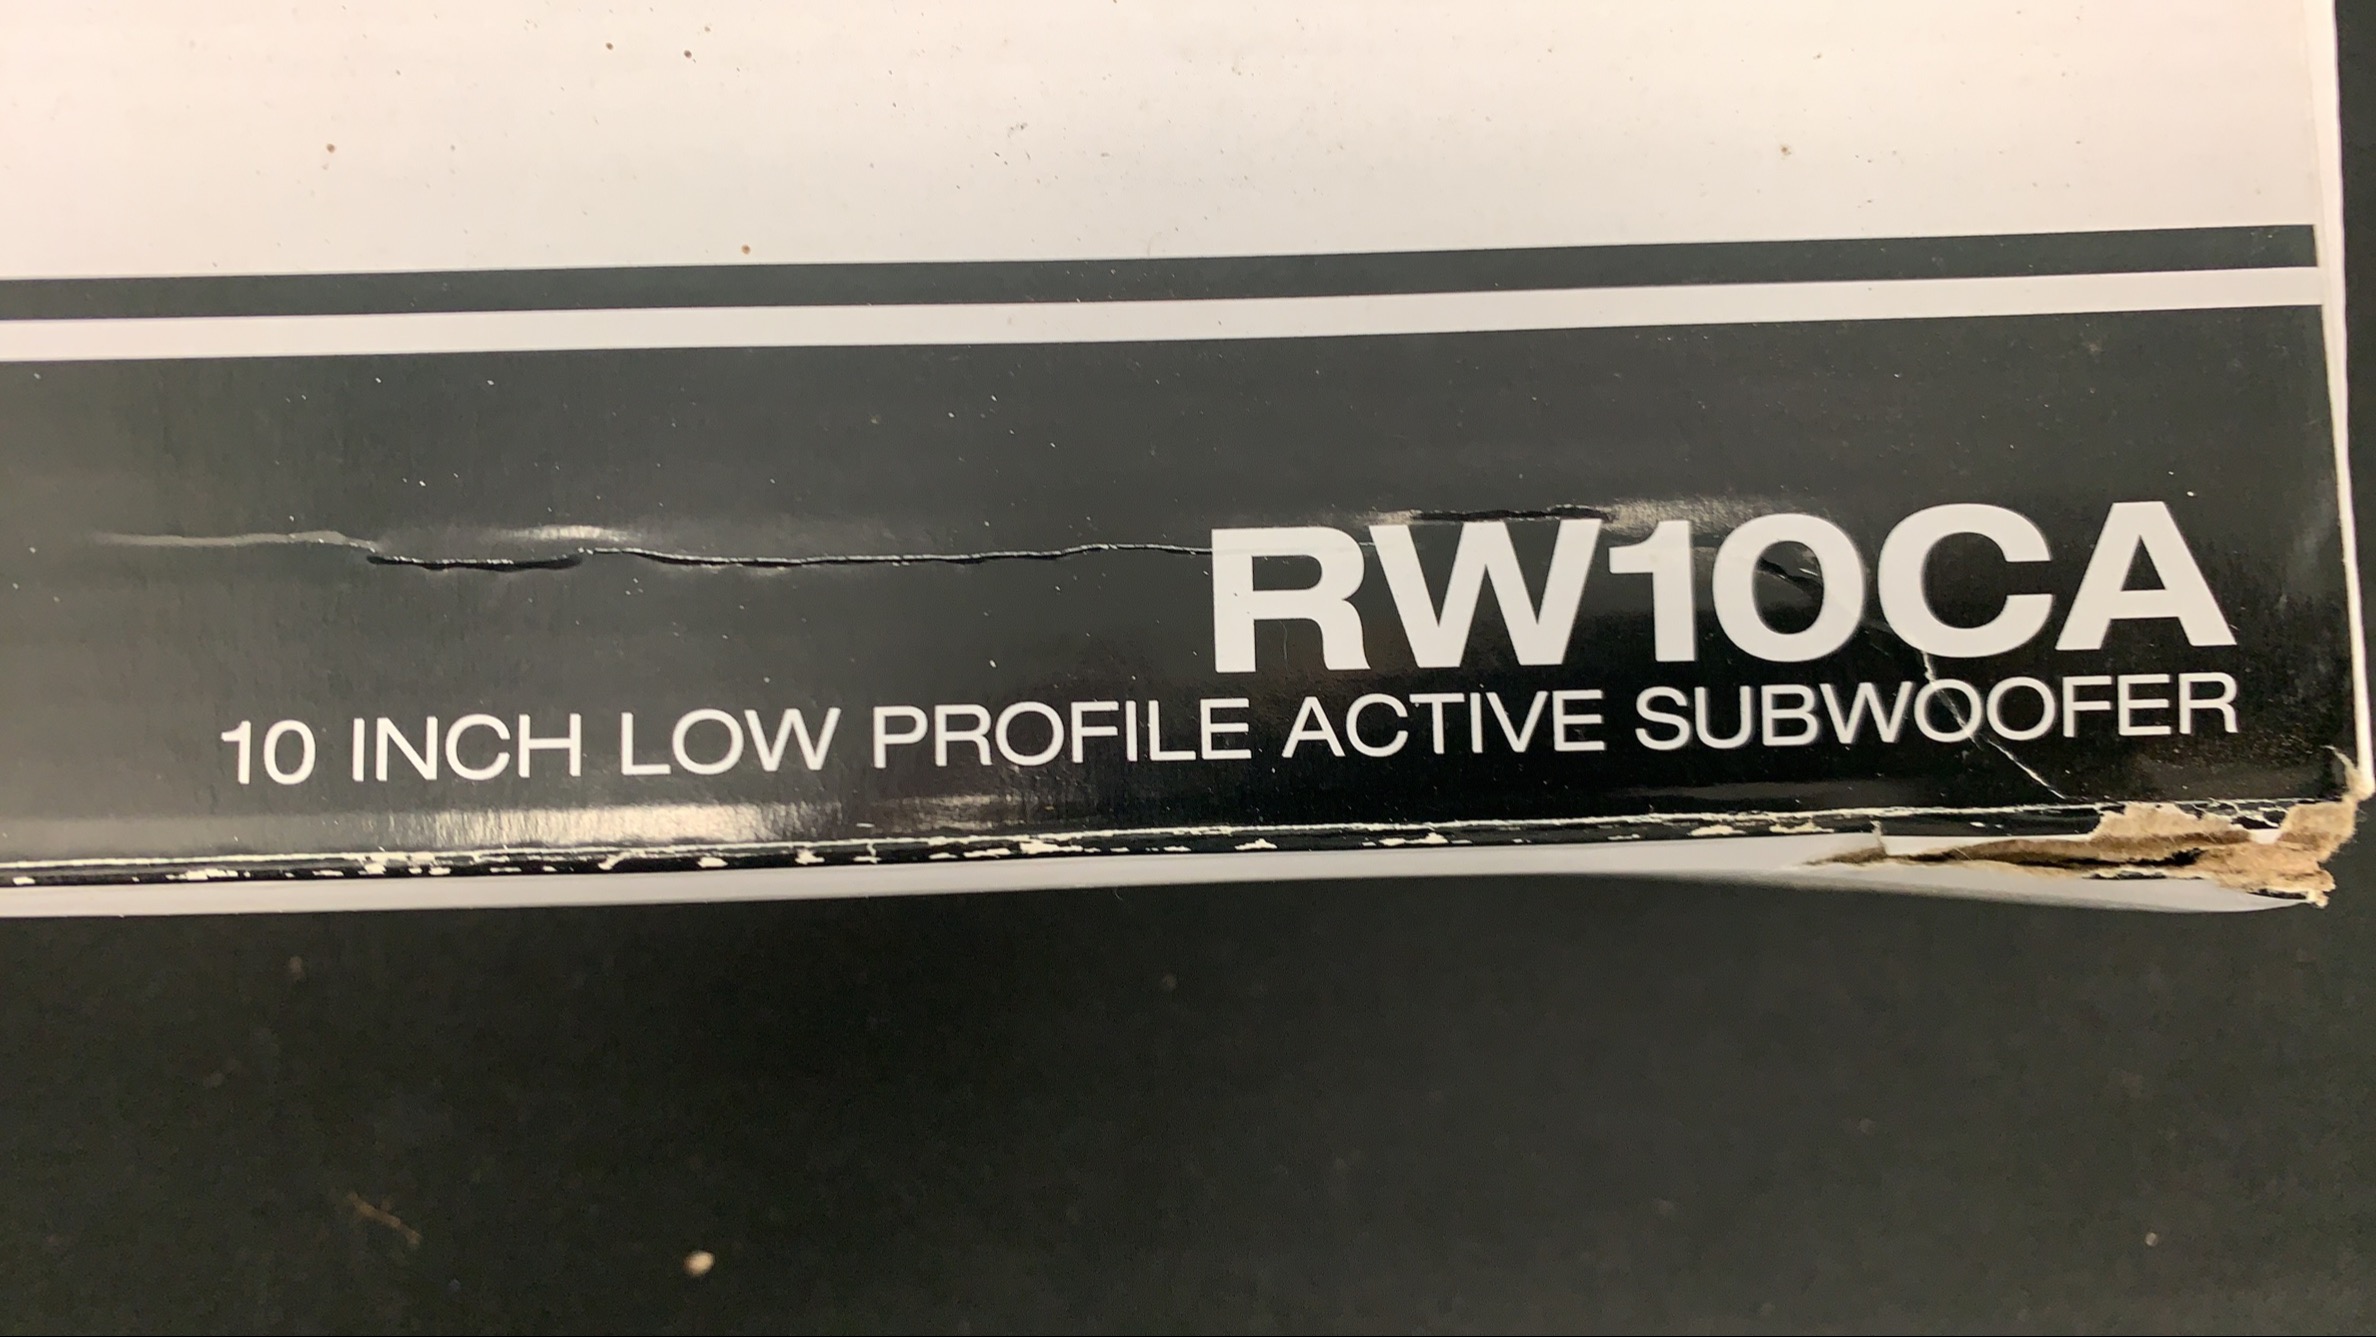 RW10CA
10 INCH LOW PROFILE ACTIVE SUBWOOFER